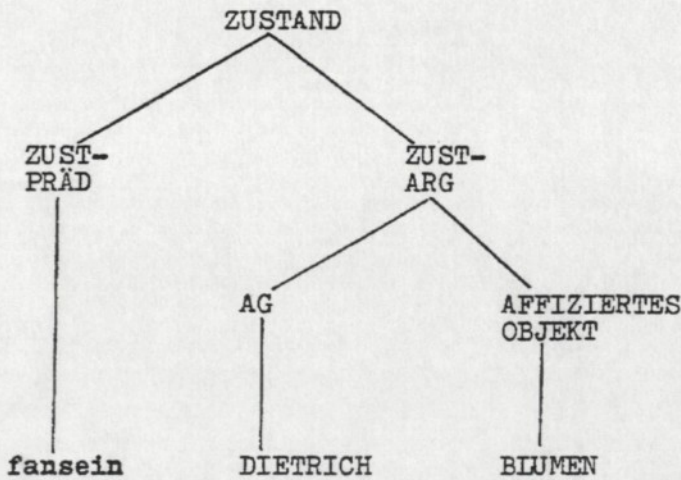 ZUSTAND
ZUST- ZUST-
PRÄD ARG
AG AFFIZIERTES
OBJEKT
fansein DIETRICH BLUMEN